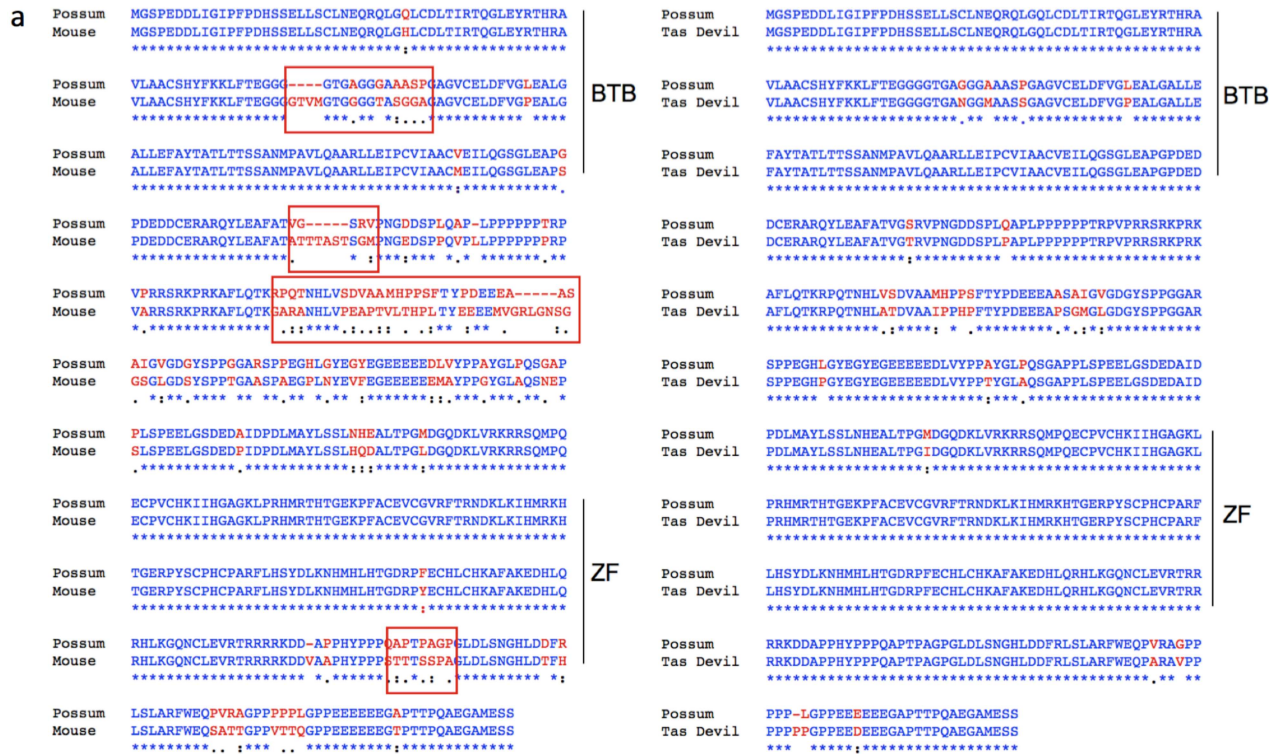 a
Possum MGSPEDDLIGIPFPDHSSELLSCLNEQRQLGQLCDLTIRTQGLEYRTHRA
Mouse MGSPEDDLIGIPFPDHSSELLSCLNEQRQLGHLCDLTIRTQGLEYRTHRA
*******************************:******************
Possum VLAACSHYFKKLFTEGGG----GTGAGGGAAASPGAGVCELDFVGLEALG
Mouse VLAACSHYFKKLFTEGGGGTVMGTGGGGTASGGAGAGVCELDFVGPEALG
****************** ***.** *:...********** ****
BTB
Possum ALLEFAYTATLTTSSANMPAVLQAARLLEIPCVIAACVEILQGSGLEAPG
Mouse ALLEFAYTATLTTSSANMPAVLQAARLLEIPCVIAACMEILQGSGLEAPS
*************************************:***********.
Possum PDEDDCERARQYLEAFATVG-----SRVPNGDDSPLQAP-LPPPPPPTRP
Mouse PDEDDCERARQYLEAFATATTTASTSGMPNGEDSPPQVPLLPPPPPPPRP
****************** . * :***:*** *.* ******* **
Possum VPRRSRKPRKAFLQTKRPQTNHLVSDVAAMHPPSFTYPDEEEA-----AS
Mouse VARRSRKPRKAFLQTKGARANHLVPEAPTVLTHPLTYEEEEMVGRLGNSG
*.************** .::****.:..:: .:** :** . :.
Possum AIGVGDGYSPPGGARSPPEGHLGYEGYEGEEEEEDLVYPPAYGLPQSGAP
Mouse GSGLGDSYSPPTGAASPAEGPLNYEVFEGEEEEEEMAYPPGYGLAQSNEP
. *:**.**** ** **.** *.** :*******::.***.***.**. *
Possum PLSPEELGSDEDAIDPDLMAYLSSLNHEALTPGMDGQDKLVRKRRSQMPQ
Mouse SLSPEELGSDEDPIDPDLMAYLSSLHQDALTPGLDGQDKLVRKRRSQMPQ
.***********.************:::*****:****************
Possum ECPVCHKIIHGAGKLPRHMRTHTGEKPFACEVCGVRFTRNDKLKIHMRKH
Mouse ECPVCHKIIHGAGKLPRHMRTHTGEKPFACEVCGVRFTRNDKLKIHMRKH
**************************************************
Possum TGERPYSCPHCPARFLHSYDLKNHMHLHTGDRPFECHLCHKAFAKEDHLQ
Mouse TGERPYSCPHCPARFLHSYDLKNHMHLHTGDRPYECHLCHKAFAKEDHLQ
*********************************:****************
ZF
Possum RHLKGQNCLEVRTRRRRKDD-APPHYPPPQAPTPAGPGLDLSNGHLDDFR
Mouse RHLKGQNCLEVRTRRRRKDDVAAPHYPPPSTTTSSPAGLDLSNGHLDTFH
******************** *.******.:.*.: .********** *:
Possum LSLARFWEQPVRAGPPPPPLGPPEEEEEEGAPTTPQAEGAMESS
Mouse LSLARFWEQSATTGPPVTTQGPPEEEEEEGTPTTPQAEGAMESS
*********.. :*** .. **********:*************
Possum MGSPEDDLIGIPFPDHSSELLSCLNEQRQLGQLCDLTIRTQGLEYRTHRA
Tas Devil MGSPEDDLIGIPFPDHSSELLSCLNEQRQLGQLCDLTIRTQGLEYRTHRA
**************************************************
Possum VLAACSHYFKKLFTEGGGGTGAGGGAAASPGAGVCELDFVGLEALGALLE
Tas Devil VLAACSHYFKKLFTEGGGGTGANGGMAASSGAGVCELDFVGPEALGALLE
**********************.** ***.*********** ********
BTB
Possum FAYTATLTTSSANMPAVLQAARLLEIPCVIAACVEILQGSGLEAPGPDED
Tas Devil FAYTATLTTSSANMPAVLQAARLLEIPCVIAACVEILQGSGLEAPGPDED
**************************************************
Possum DCERARQYLEAFATVGSRVPNGDDSPLQAPLPPPPPPTRPVPRRSRKPRK
Tas Devil DCERARQYLEAFATVGTRVPNGDDSPLPAPLPPPPPPTRPVPRRSRKPRK
****************:********** **********************
Possum AFLQTKRPQTNHLVSDVAAMHPPSFTYPDEEEAASAIGVGDGYSPPGGAR
Tas Devil AFLQTKRPQTNHLATDVAAIPPHPFTYPDEEEAPSGMGLGDGYSPPGGAR
*************.:****: * .*********.*.:*:***********
Possum SPPEGHLGYEGYEGEEEEEDLVYPPAYGLPQSGAPPLSPEELGSDEDAID
Tas Devil SPPEGHPGYEGYEGEEEEEDLVYPPTYGLAQSGAPPLSPEELGSDEDAID
****** ******************:***.********************
Possum PDLMAYLSSLNHEALTPGMDGQDKLVRKRRSQMPQECPVCHKIIHGAGKL
Tas Devil PDLMAYLSSLNHEALTPGIDGQDKLVRKRRSQMPQECPVCHKIIHGAGKL
******************:*******************************
Possum PRHMRTHTGEKPFACEVCGVRFTRNDKLKIHMRKHTGERPYSCPHCPARF
Tas Devil PRHMRTHTGEKPFACEVCGVRFTRNDKLKIHMRKHTGERPYSCPHCPARF
**************************************************
ZF
Possum LHSYDLKNHMHLHTGDRPFECHLCHKAFAKEDHLQRHLKGQNCLEVRTRR
Tas Devil LHSYDLKNHMHLHTGDRPFECHLCHKAFAKEDHLQRHLKGQNCLEVRTRR
**************************************************
Possum RRKDDAPPHYPPPQAPTPAGPGLDLSNGHLDDFRLSLARFWEQPVRAGPP
Tas Devil RRKDDAPPHYPPPQAPTPAGPGLDLSNGHLDDFRLSLARFWEQPARAVPP
********************************************.** **
Possum PPP-LGPPEEEEEEGAPTTPQAEGAMESS
Tas Devil PPPPPGPPEEDEEEGAPTTPQAEGAMESS
*** *****:******************